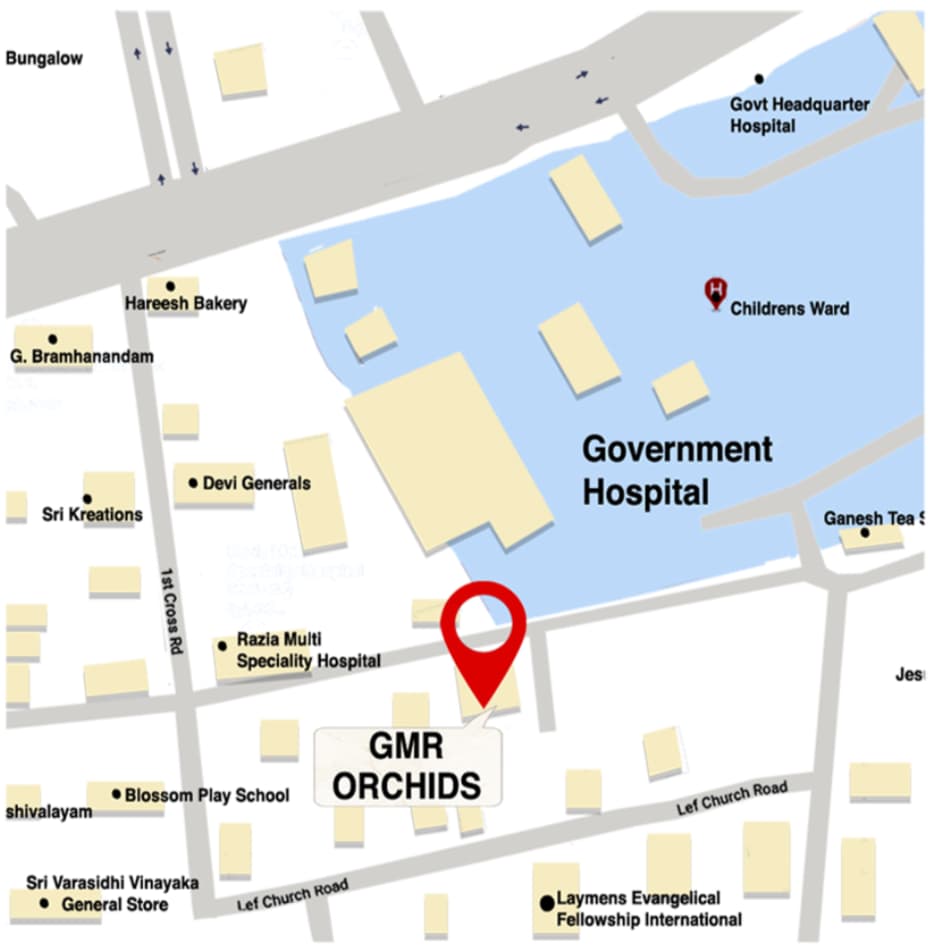 Bungalow
Govt Headquarter
Hospital
Hareesh Bakery
Childrens Ward
G. Bramhanandam
Government
Hospital
Devi Generals
Sri Kreations
Ganesh Tea S
1st Cross Rd
Razia Multi
Speciality Hospital
Jes
GMR
ORCHIDS
Blossom Play School
shivalayam
Lef Church Road
Sri Varasidhi Vinayaka
General Store
Lef Church Road
Laymens Evangelical
Fellowship International